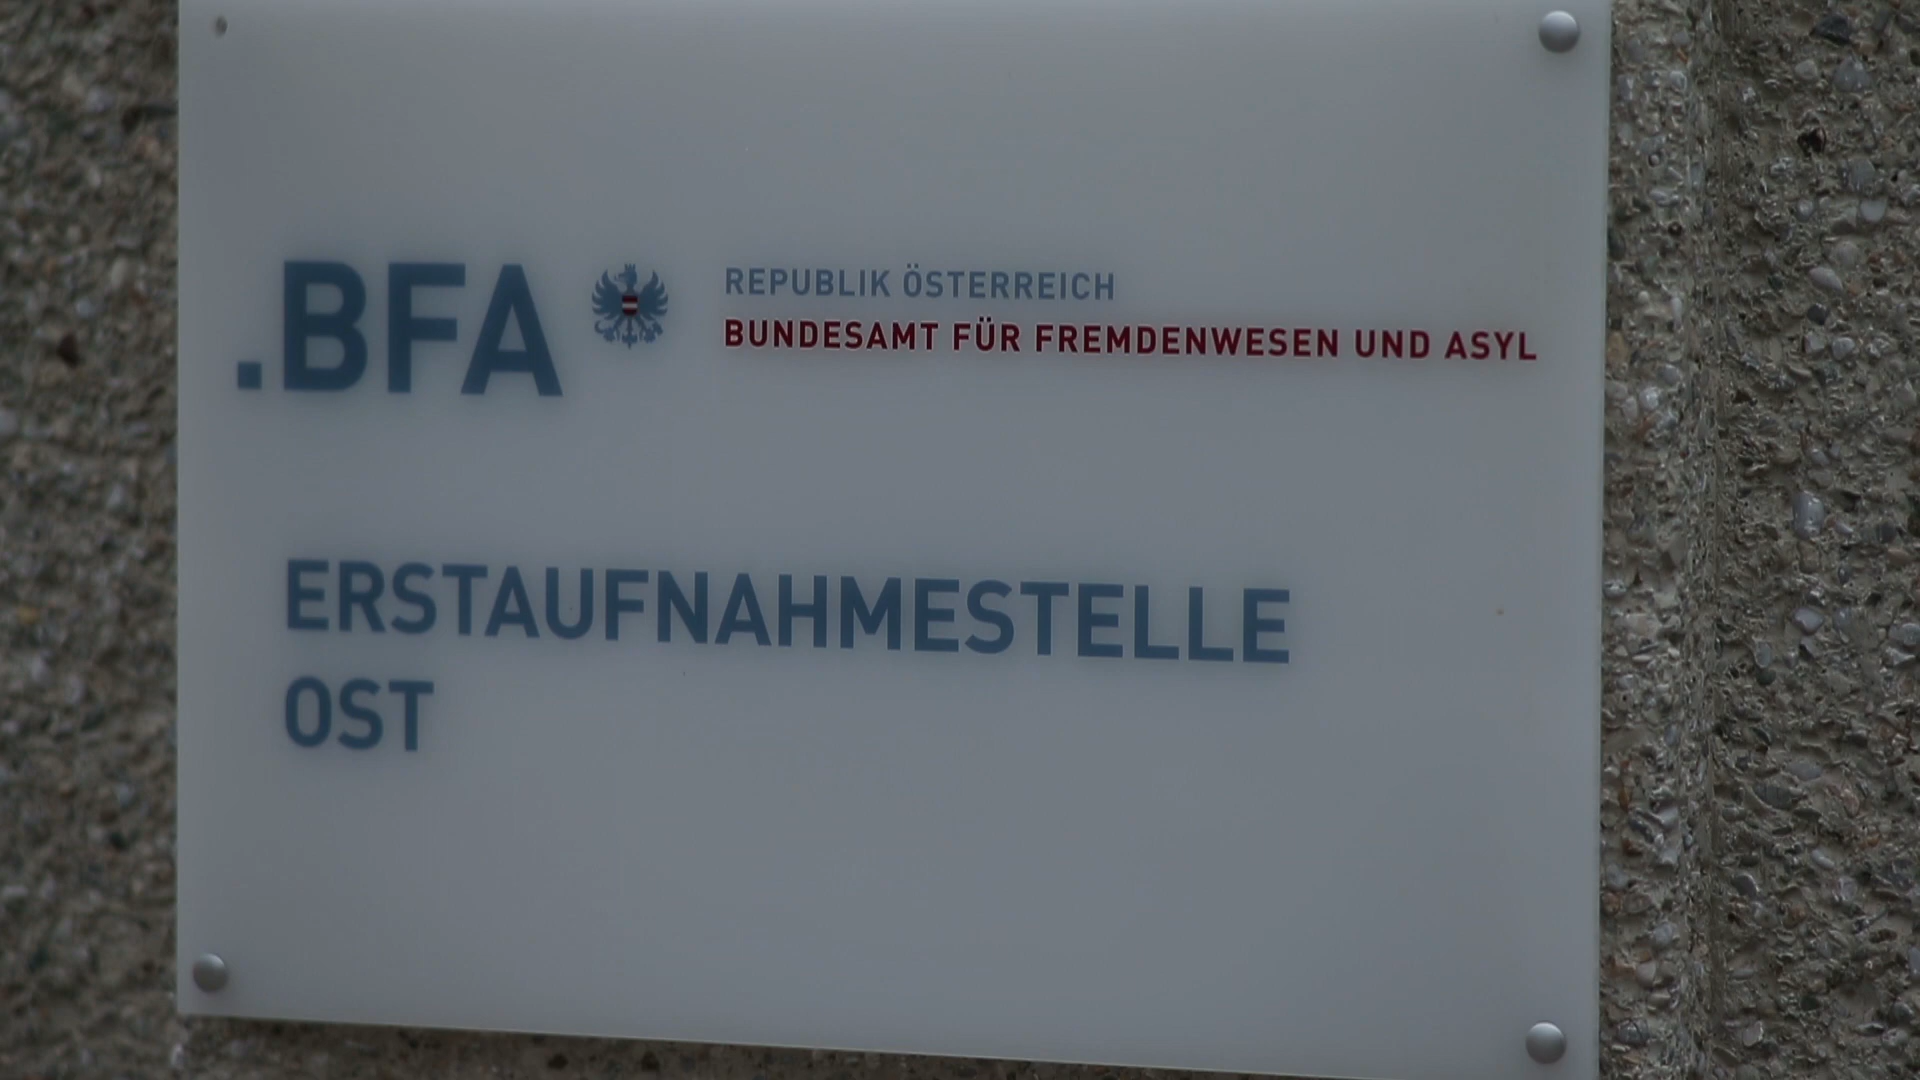 .BFA
REPUBLIK ÖSTERREICH
BUNDESAMT FÜR FREMDENWESEN UND ASYL
ERSTAUFNAHMESTELLE
OST